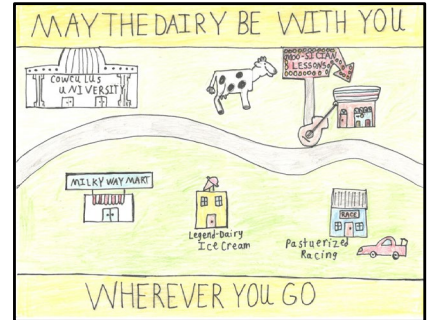 MAY THE DAIRY BE WITH YOU
COWCULUS
UNIVERSITY
MOO-SICIAN
LESSONS
MILKY WAY MART
Legend-Dairy
Ice Cream
RACE
Pastuerized
Racing
WHEREVER YOU GO